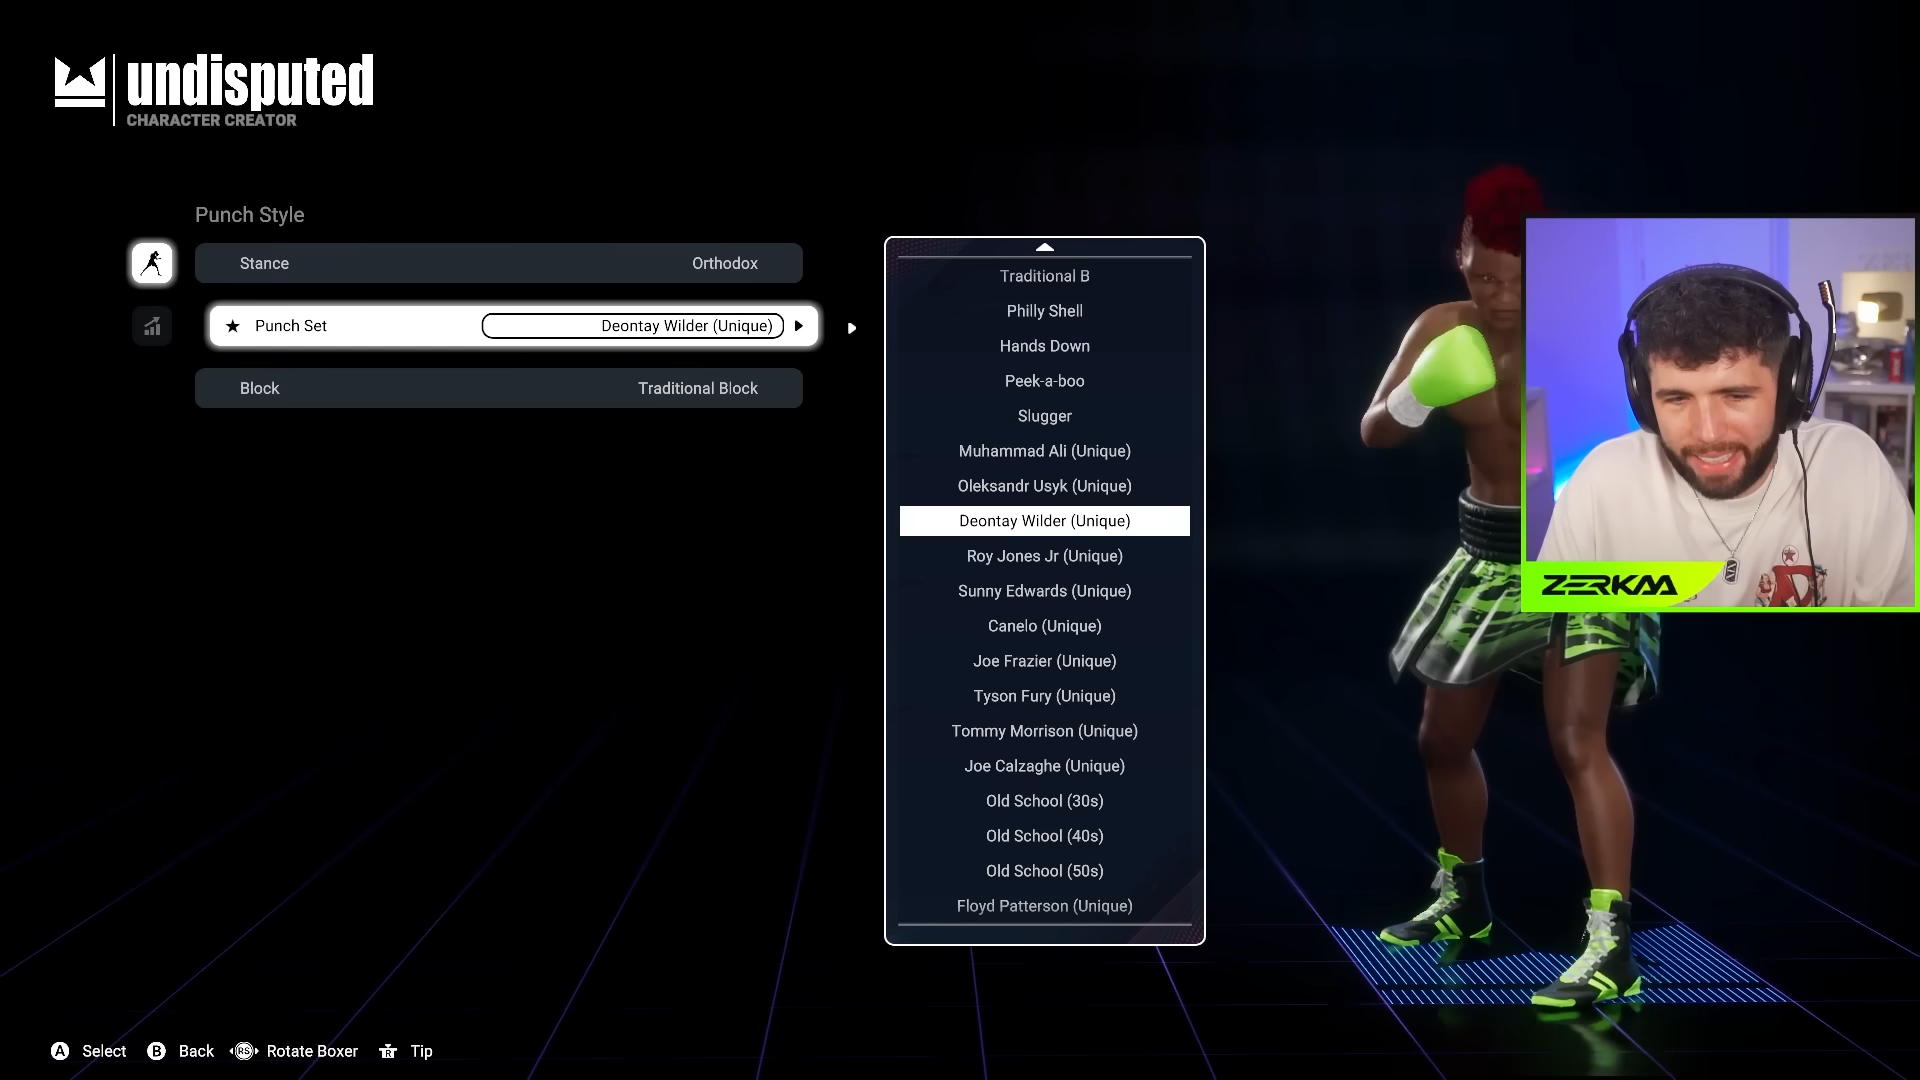 undisputed
CHARACTER CREATOR
Punch Style
Stance Orthodox
Punch Set Deontay Wilder (Unique)
Block Traditional Block
Traditional B
Philly Shell
Hands Down
Peek-a-boo
Slugger
Muhammad Ali (Unique)
Oleksandr Usyk (Unique)
Deontay Wilder (Unique)
Roy Jones Jr (Unique)
Sunny Edwards (Unique)
Canelo (Unique)
Joe Frazier (Unique)
Tyson Fury (Unique)
Tommy Morrison (Unique)
Joe Calzaghe (Unique)
Old School (30s)
Old School (40s)
Old School (50s)
Floyd Patterson (Unique)
ZERKAA
A Select B Back RS Rotate Boxer R Tip